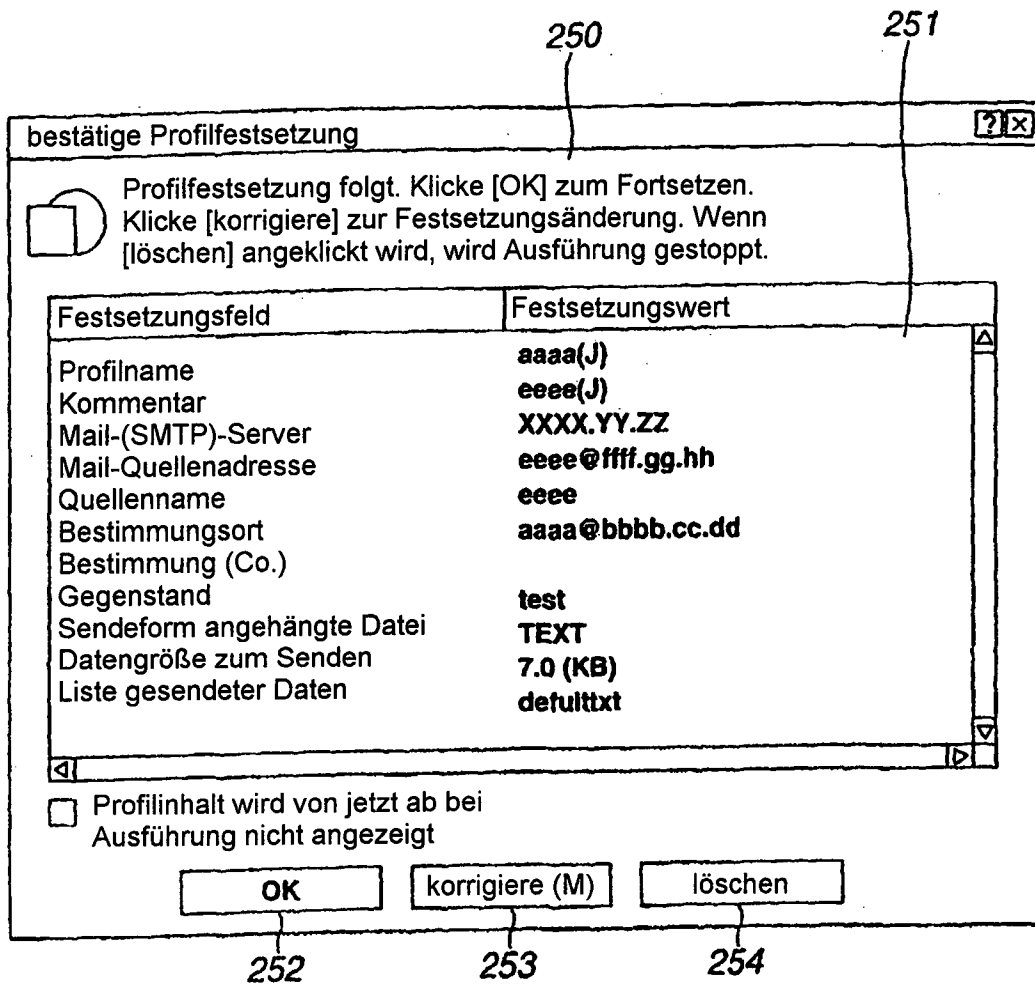 250
251
bestätige Profilfestsetzung
Profilfestsetzung folgt. Klicke [OK] zum Fortsetzen.
Klicke [korrigiere] zur Festsetzungsänderung. Wenn
[löschen] angeklickt wird, wird Ausführung gestoppt.
Festsetzungsfeld Festsetzungswert
Profilname aaaa(J)
Kommentar eeee(J)
Mail-(SMTP)-Server XXXX.YY.ZZ
Mail-Quellenadresse eeee@ffff.gg.hh
Quellenname eeee
Bestimmungsort aaaa@bbbb.cc.dd
Bestimmung (Co.)
Gegenstand test
Sendeform angehängte Datei TEXT
Datengröße zum Senden 7.0 (KB)
Liste gesendeter Daten defulttxt
Profilinhalt wird von jetzt ab bei
Ausführung nicht angezeigt
OK korrigiere (M) löschen
252 253 254